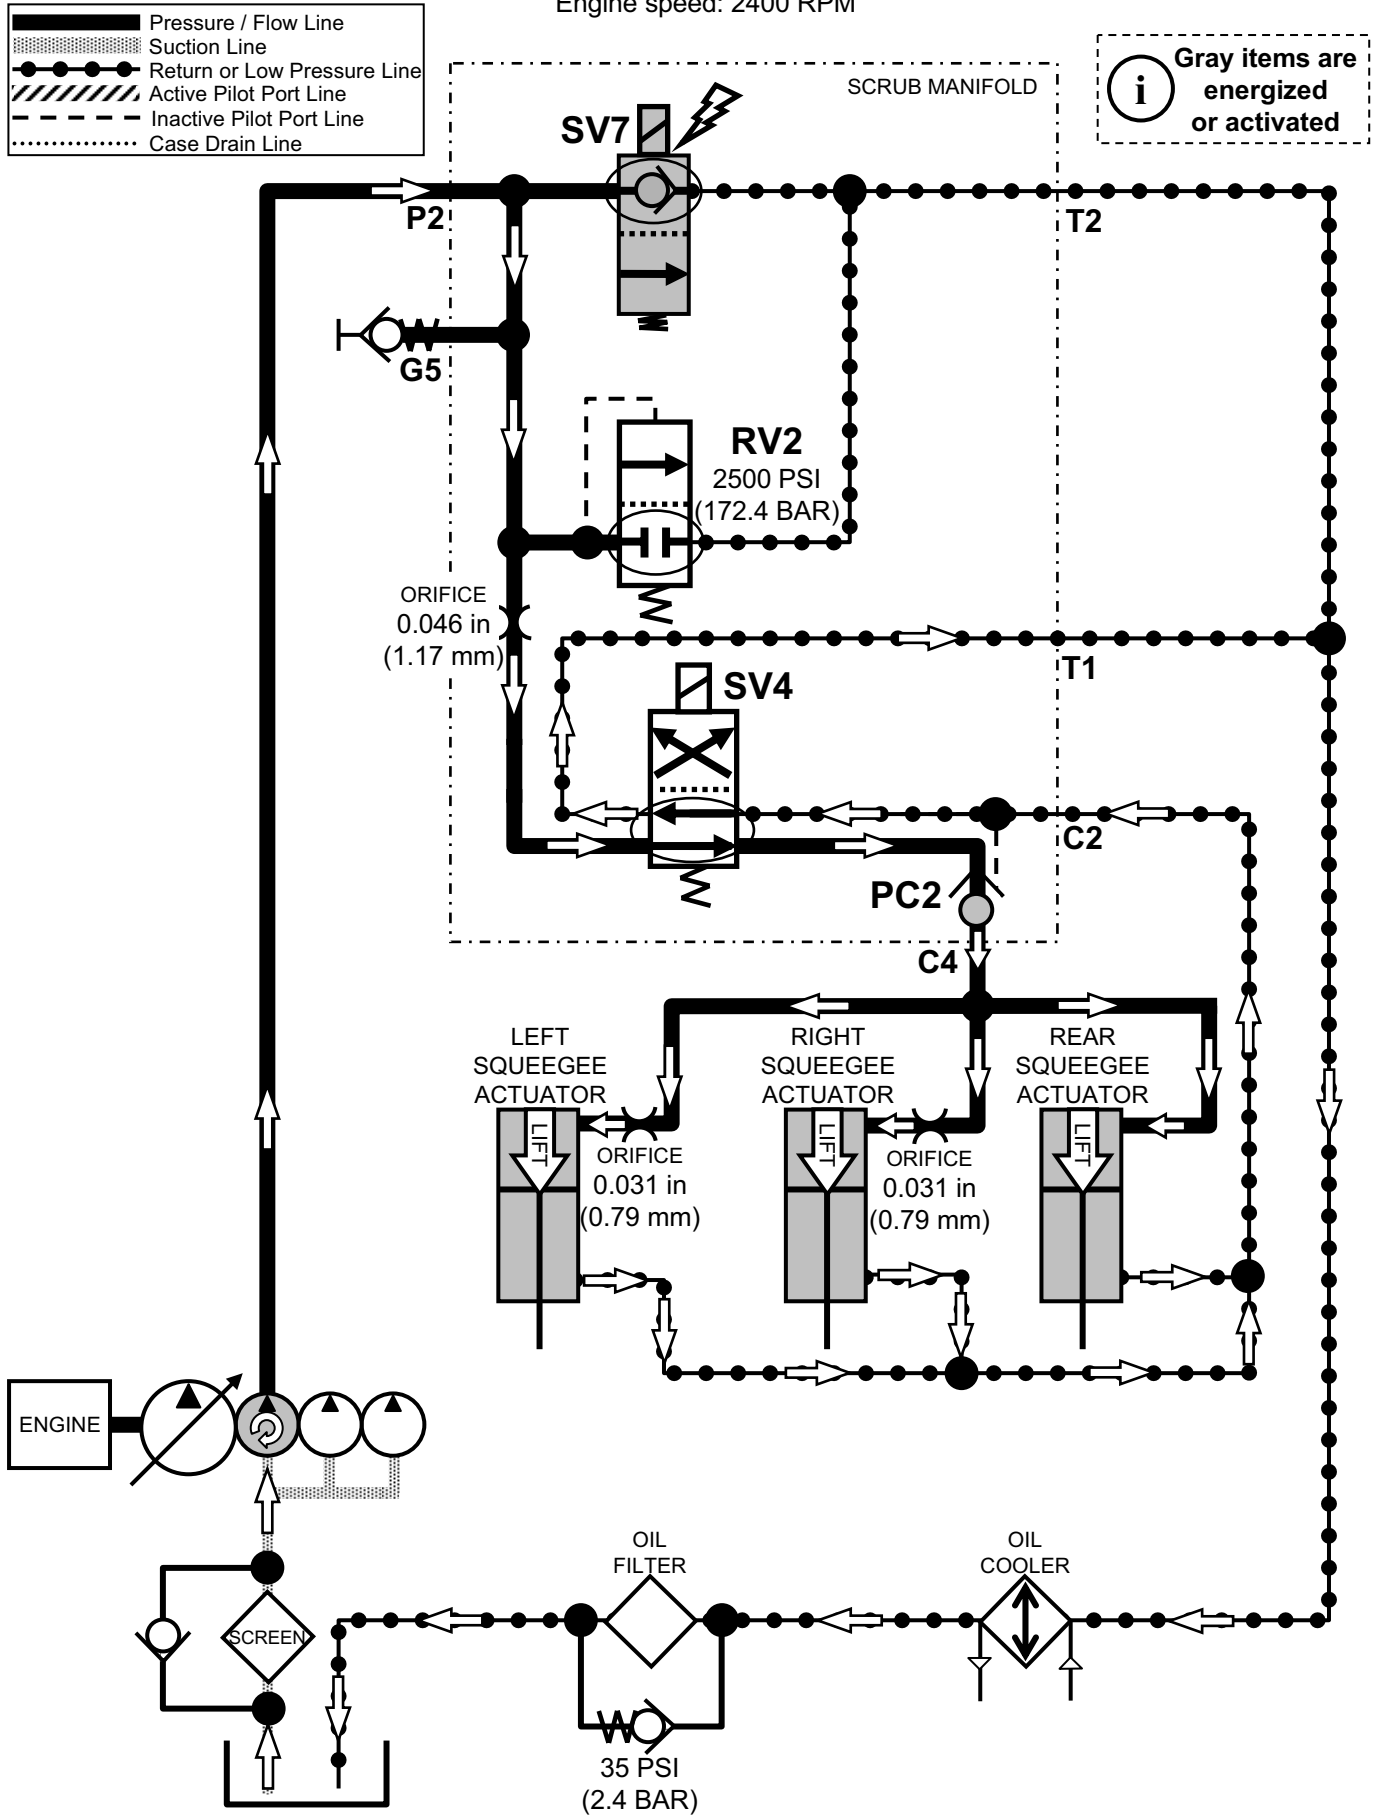 Engine speed: 2400 RPM
Pressure / Flow Line
Suction Line
Return or Low Pressure Line
Active Pilot Port Line
Inactive Pilot Port Line
Case Drain Line
SCRUB MANIFOLD
i
Gray items are
energized
or activated
SV7
P2
T2
G5
RV2
2500 PSI
(172.4 BAR)
ORIFICE
0.046 in
(1.17 mm)
T1
SV4
C2
PC2
C4
LEFT
SQUEEGEE
ACTUATOR
RIGHT
SQUEEGEE
ACTUATOR
REAR
SQUEEGEE
ACTUATOR
LIFT
LIFT
LIFT
ORIFICE
0.031 in
(0.79 mm)
ORIFICE
0.031 in
(0.79 mm)
ENGINE
OIL
FILTER
OIL
COOLER
SCREEN
35 PSI
(2.4 BAR)